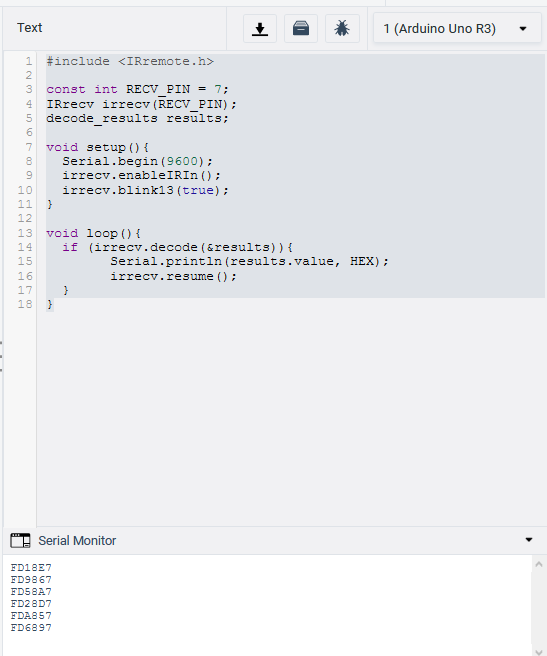 Text
1 (Arduino Uno R3)
1 #include <IRremote.h>
2
3 const int RECV_PIN = 7;
4 IRrecv irrecv(RECV_PIN);
5 decode_results results;
6
7 void setup(){
8   Serial.begin(9600);
9   irrecv.enableIRIn();
10   irrecv.blink13(true);
11 }
12
13 void loop(){
14   if (irrecv.decode(&results)){
15         Serial.println(results.value, HEX);
16         irrecv.resume();
17   }
18 }
Serial Monitor
FD18E7
FD9867
FD58A7
FD28D7
FDA857
FD6897